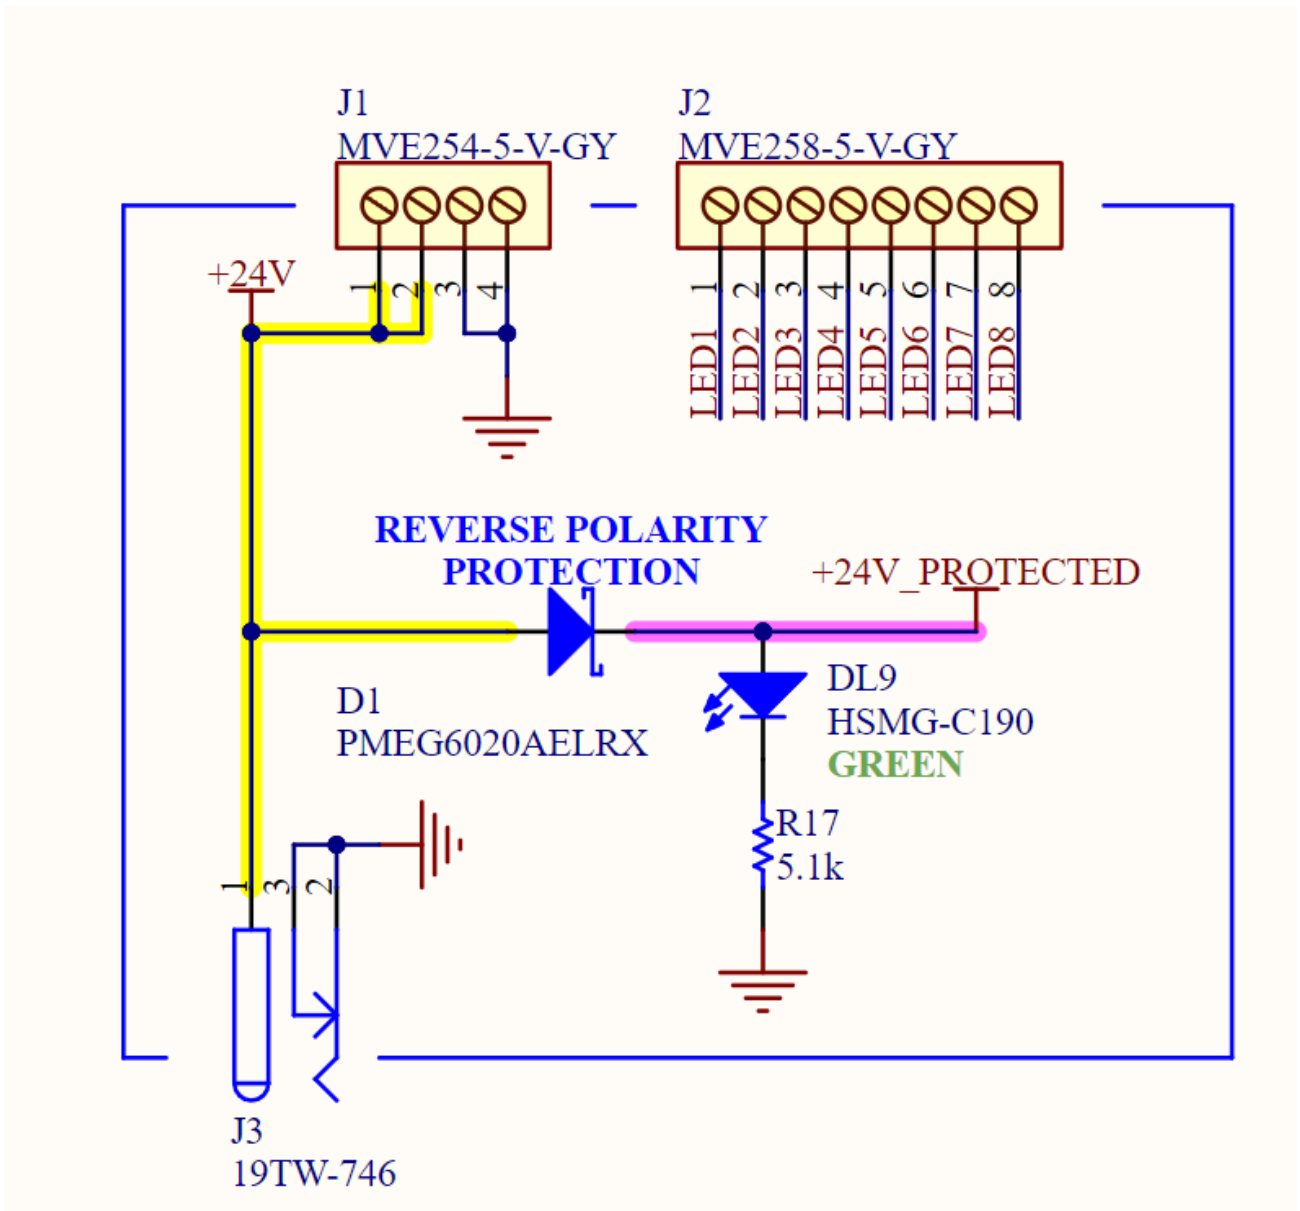 J1
MVE254-5-V-GY
J2
MVE258-5-V-GY
+24V
1 2 3 4
1 2 3 4 5 6 7 8
LED1 LED2 LED3 LED4 LED5 LED6 LED7 LED8
REVERSE POLARITY
PROTECTION
+24V_PROTECTED
D1
PMEG6020AELRX
DL9
HSMG-C190
GREEN
R17
5.1k
1 3 2
J3
19TW-746